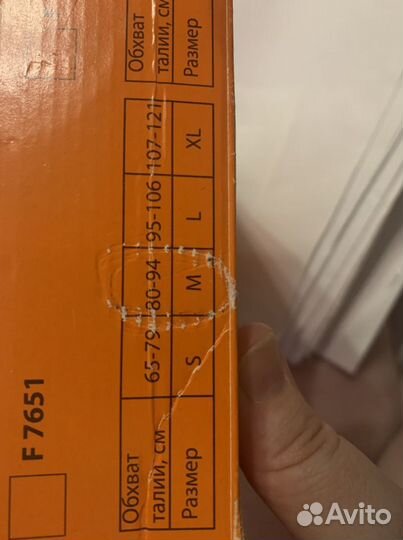 F 7651
Обхват талии, см 65-79 80-94 95-106 107-121
Размер S M L XL
Обхват
талии, см
Размер
Avito